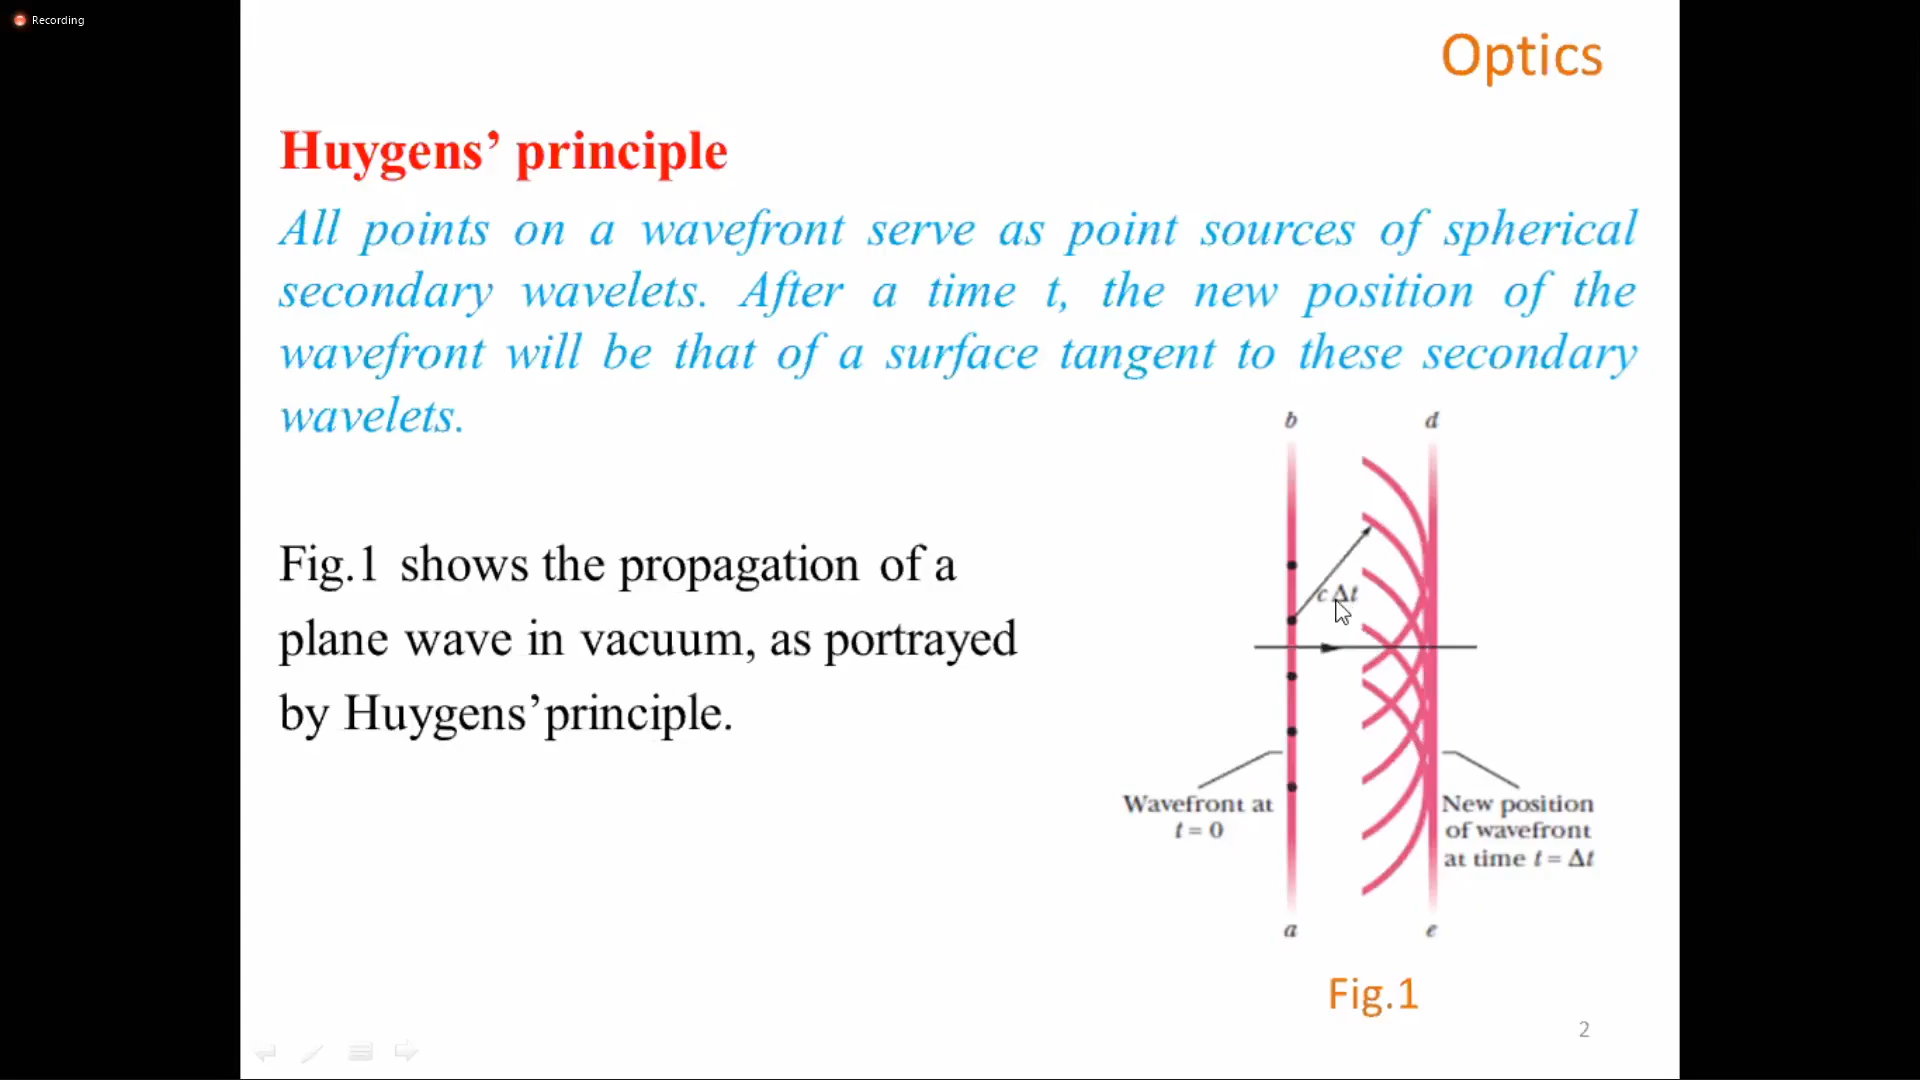 Recording
Optics
Huygens’ principle
All points on a wavefront serve as point sources of spherical
secondary wavelets. After a time t, the new position of the
wavefront will be that of a surface tangent to these secondary
wavelets.
b
d
Fig.1 shows the propagation of a
plane wave in vacuum, as portrayed
by Huygens’principle.
c Δt
Wavefront at
t = 0
New position
of wavefront
at time t = Δt
a
e
Fig.1
2